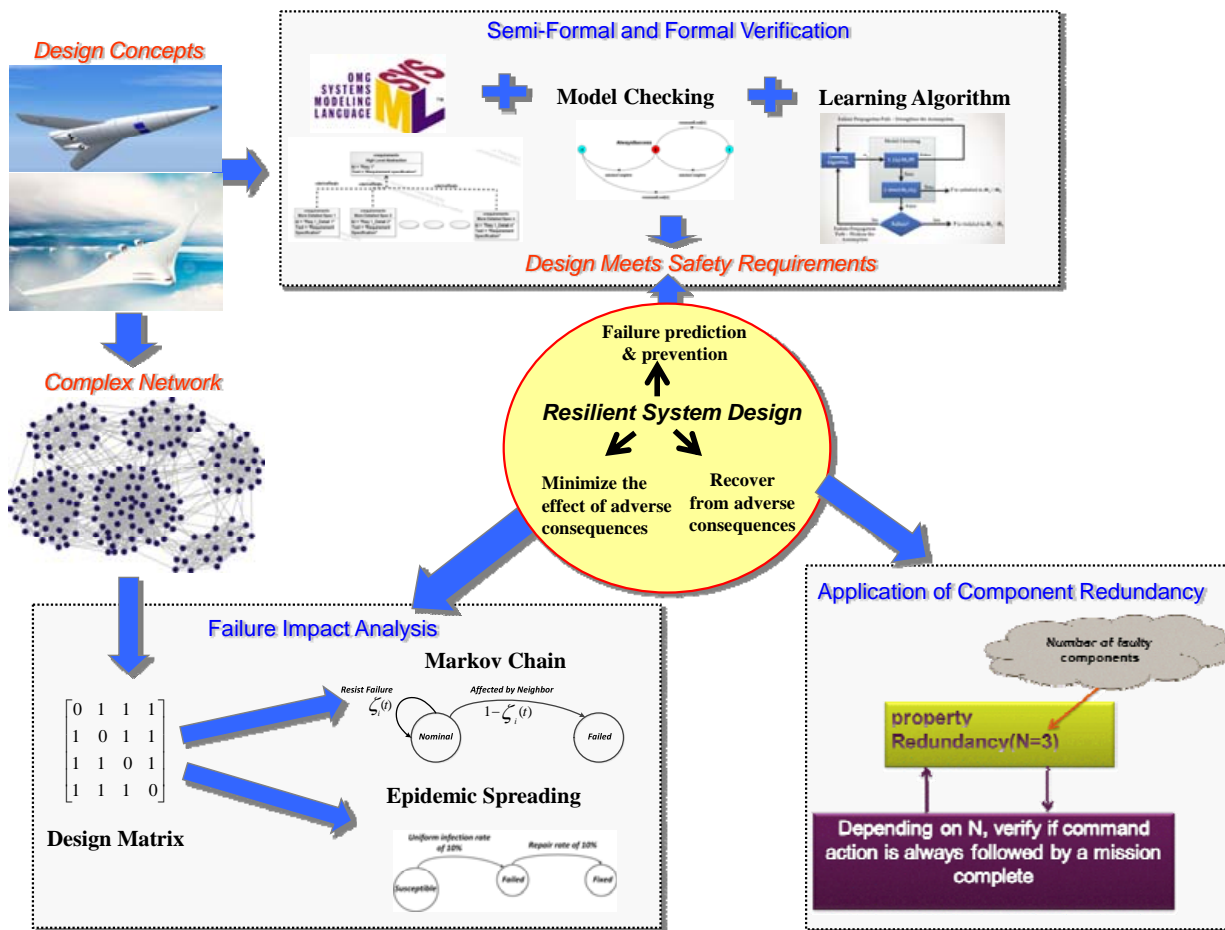 Design Concepts
Semi-Formal and Formal Verification
OMG
SYSTEMS
MODELING
LANGUAGE
SYS
ML
TM
Model Checking
Learning Algorithm
Design Meets Safety Requirements
Failure prediction
& prevention
Resilient System Design
Minimize the
effect of adverse
consequences
Recover
from adverse
consequences
Complex Network
Failure Impact Analysis
Markov Chain
Resist Failure
ζi(t)
Affected by Neighbor
1−ζi(t)
Nominal
Failed
0 1 1 1
1 0 1 1
1 1 0 1
1 1 1 0
Design Matrix
Epidemic Spreading
Uniform infection rate
of 10%
Repair rate of 10%
Susceptible
Failed
Fixed
Application of Component Redundancy
Number of faulty
components
property
Redundancy(N=3)
Depending on N, verify if command
action is always followed by a mission
complete